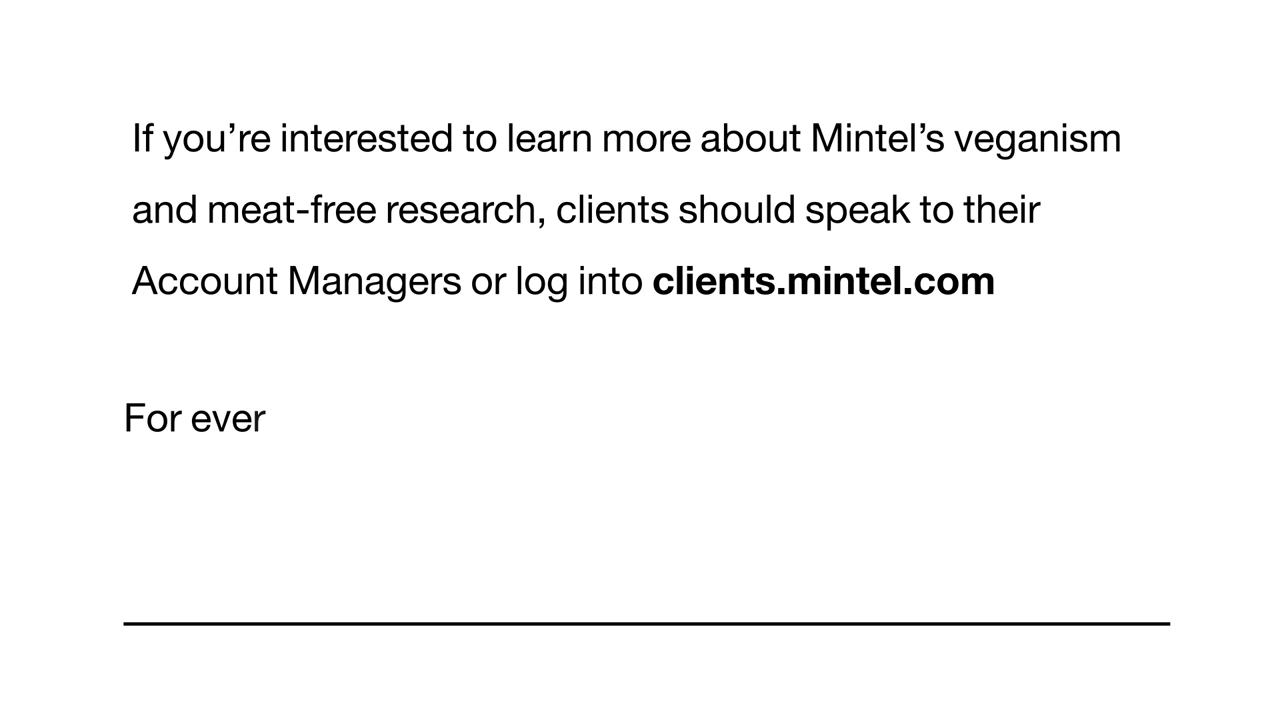 If you’re interested to learn more about Mintel’s veganism
and meat-free research, clients should speak to their
Account Managers or log into clients.mintel.com
For ever